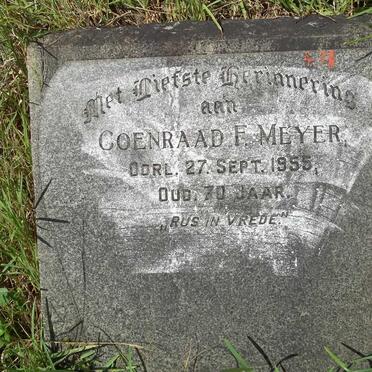 Met Liefste Herinnering
aan
COENRAAD F. MEYER.
OORL. 27. SEPT. 1955,
OUD. 70 JAAR.
„RUS IN VREDE.”